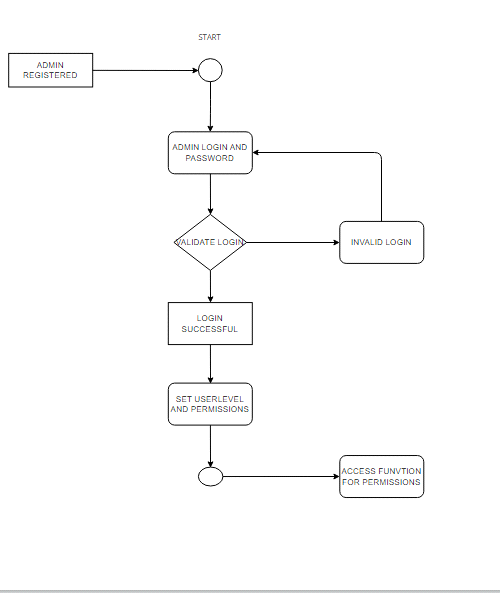 START
ADMIN
REGISTERED
ADMIN LOGIN AND
PASSWORD
VALIDATE LOGIN
INVALID LOGIN
LOGIN
SUCCESSFUL
SET USERLEVEL
AND PERMISSIONS
ACCESS FUNVTION
FOR PERMISSIONS